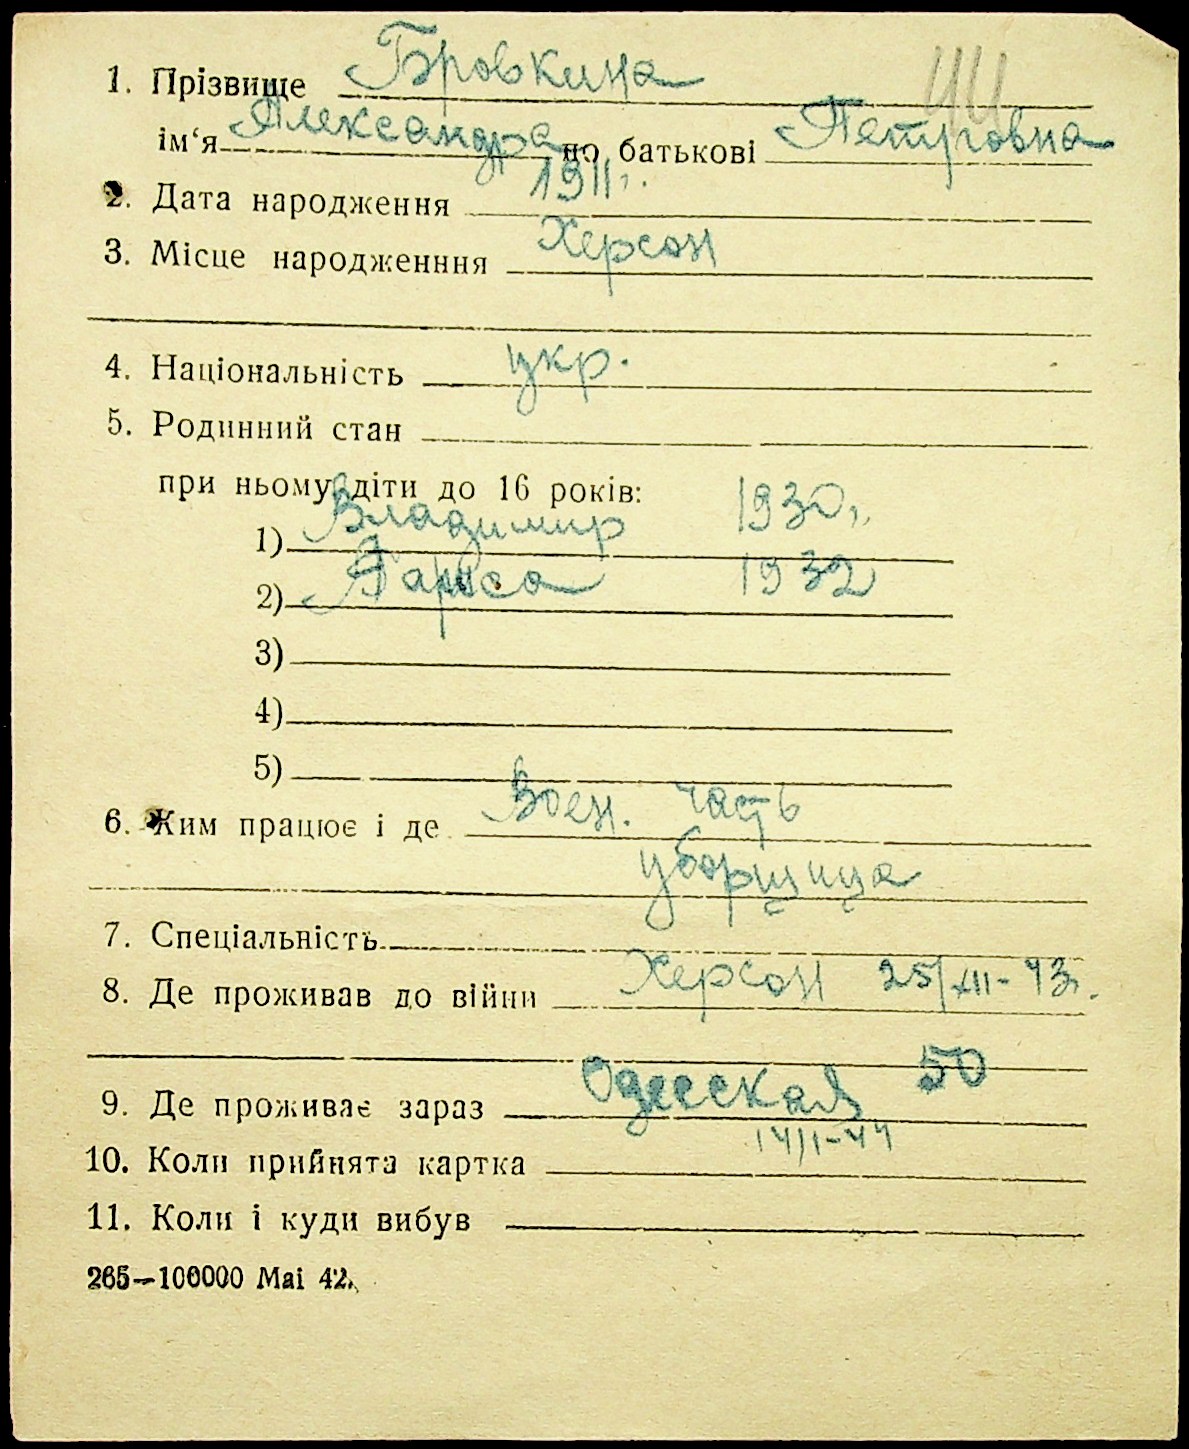 1. Прізвище Бровкина
ім‘я Александра по батькові Петровна
2. Дата народження 1911.
3. Місце народженння Херсон
4. Національність укр.
5. Родинний стан
при ньому діти до 16 років:
1) Владимир 1930
2) Лариса 1932
3)
4)
5)
6. Ким працює і де Воен. часть
уборщица
7. Спеціальність
8. Де проживав до війни Херсон 25/XII-43.
9. Де проживає зараз Одесская 50
10. Коли прийнята картка 14/I-44
11. Коли і куди вибув
265—100000 Mai 42.